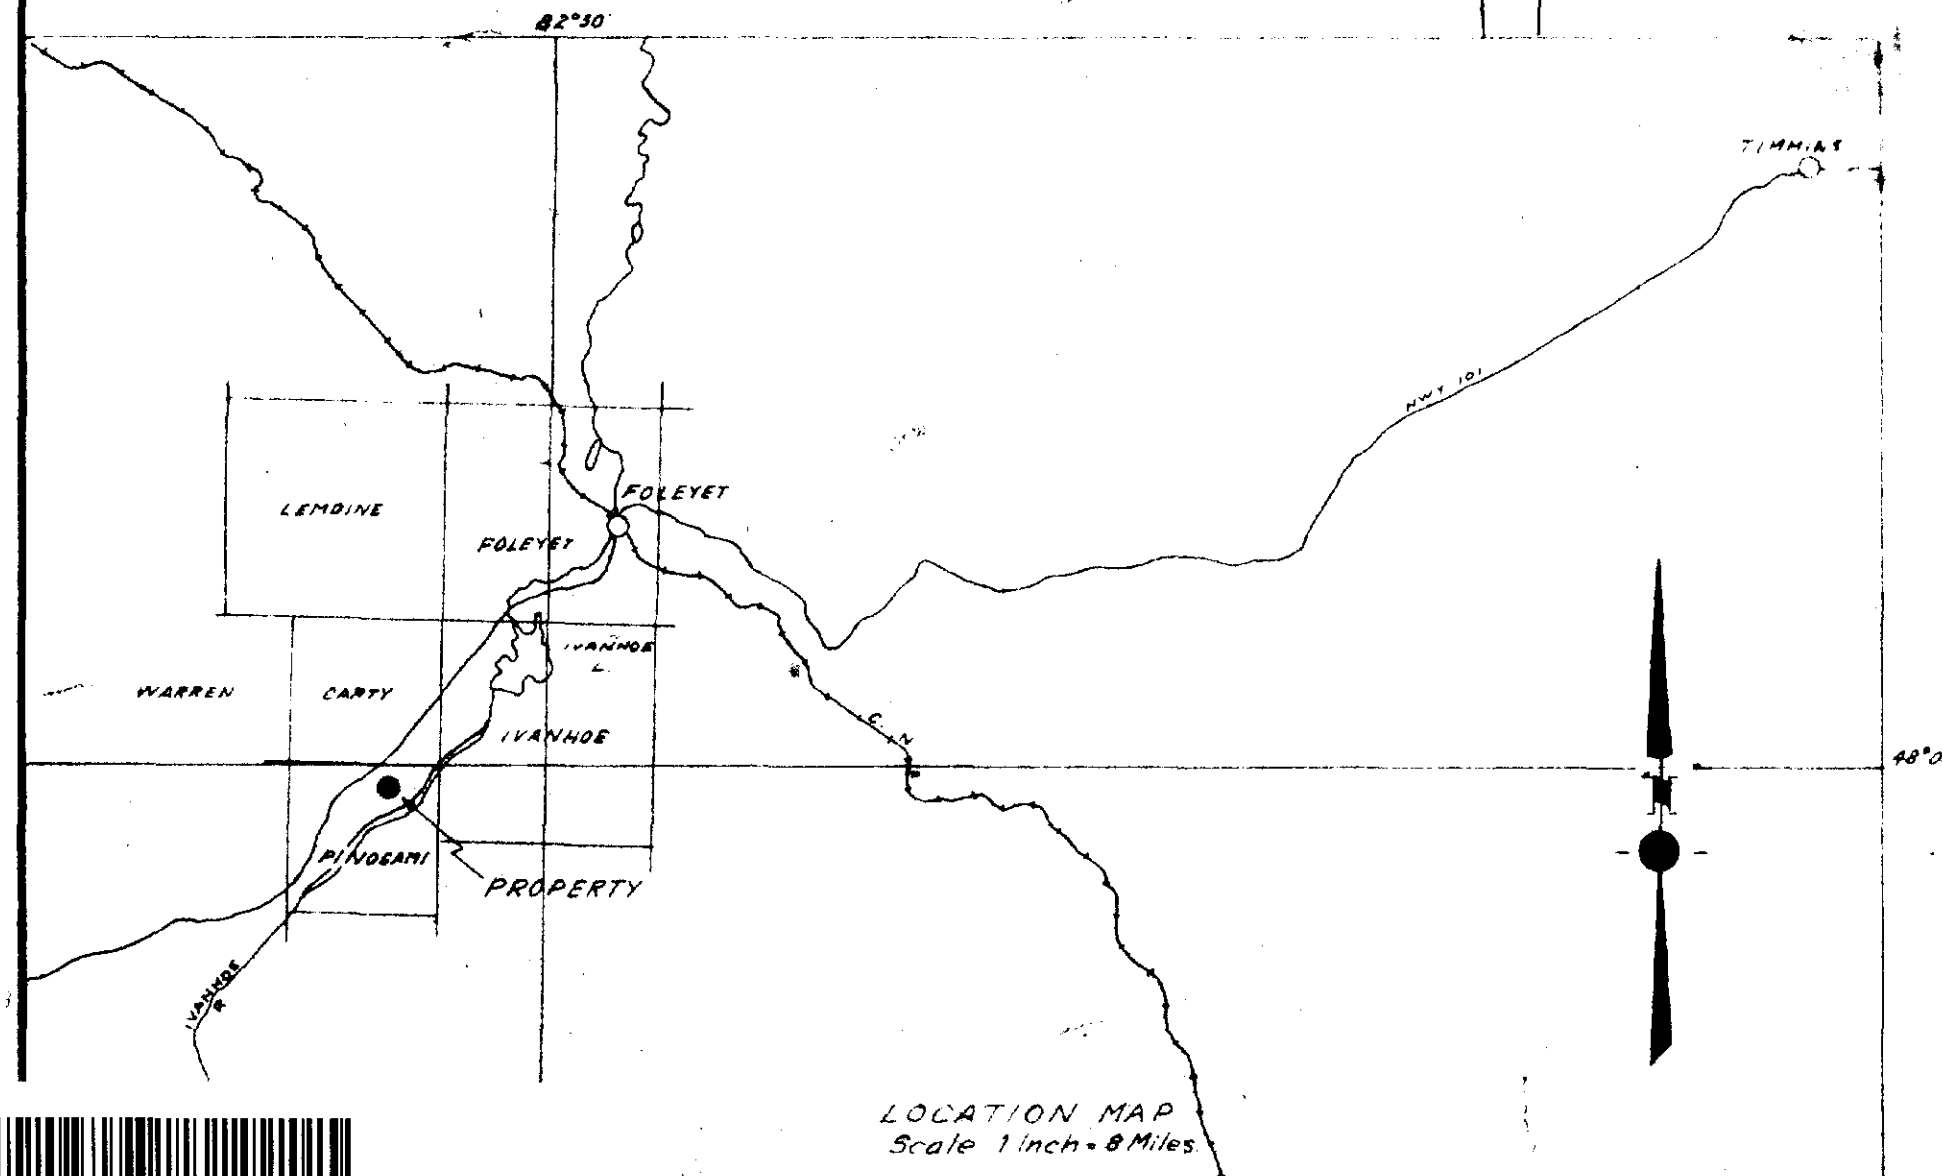 82°30'
TIMMINS
HWY 101
FOLEYET
LEMOINE
FOLEYET
IVANHOE
L.
WARREN
CARTY
IVANHOE
C.
N
R
48°0
N
PINOGAMI
PROPERTY
IVANHOE
R
LOCATION MAP
Scale 1 inch = 8 Miles